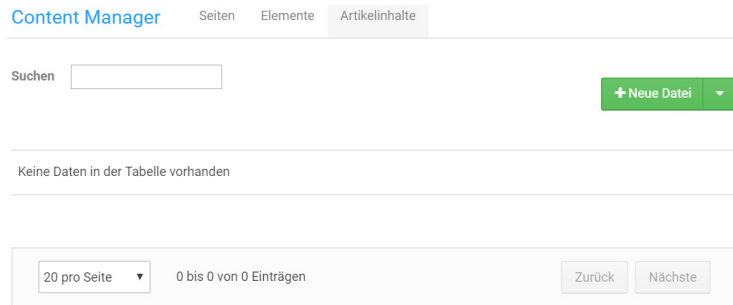 Content Manager Seiten Elemente Artikelinhalte
Suchen
+ Neue Datei
Keine Daten in der Tabelle vorhanden
20 pro Seite 0 bis 0 von 0 Einträgen Zurück Nächste